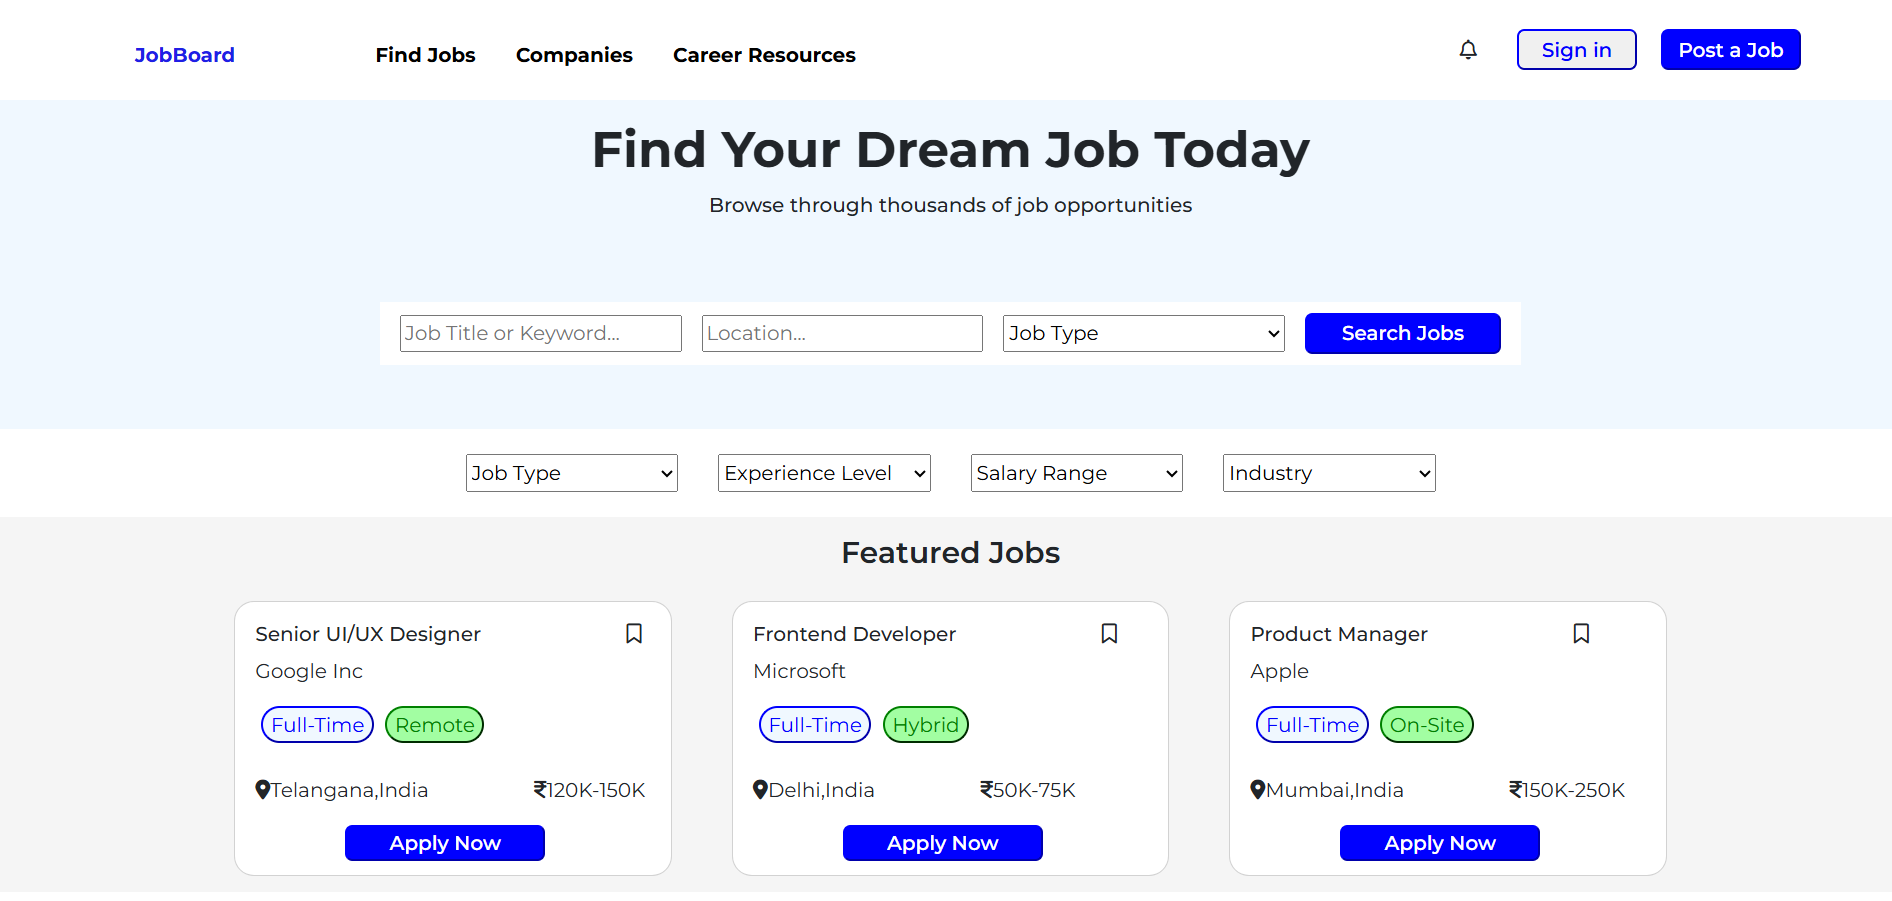 JobBoard Find Jobs Companies Career Resources Sign in Post a Job
Find Your Dream Job Today
Browse through thousands of job opportunities
Job Title or Keyword... Location... Job Type Search Jobs
Job Type Experience Level Salary Range Industry
Featured Jobs
Senior UI/UX Designer
Google Inc
Full-Time Remote
Telangana,India ₹120K-150K
Apply Now
Frontend Developer
Microsoft
Full-Time Hybrid
Delhi,India ₹50K-75K
Apply Now
Product Manager
Apple
Full-Time On-Site
Mumbai,India ₹150K-250K
Apply Now